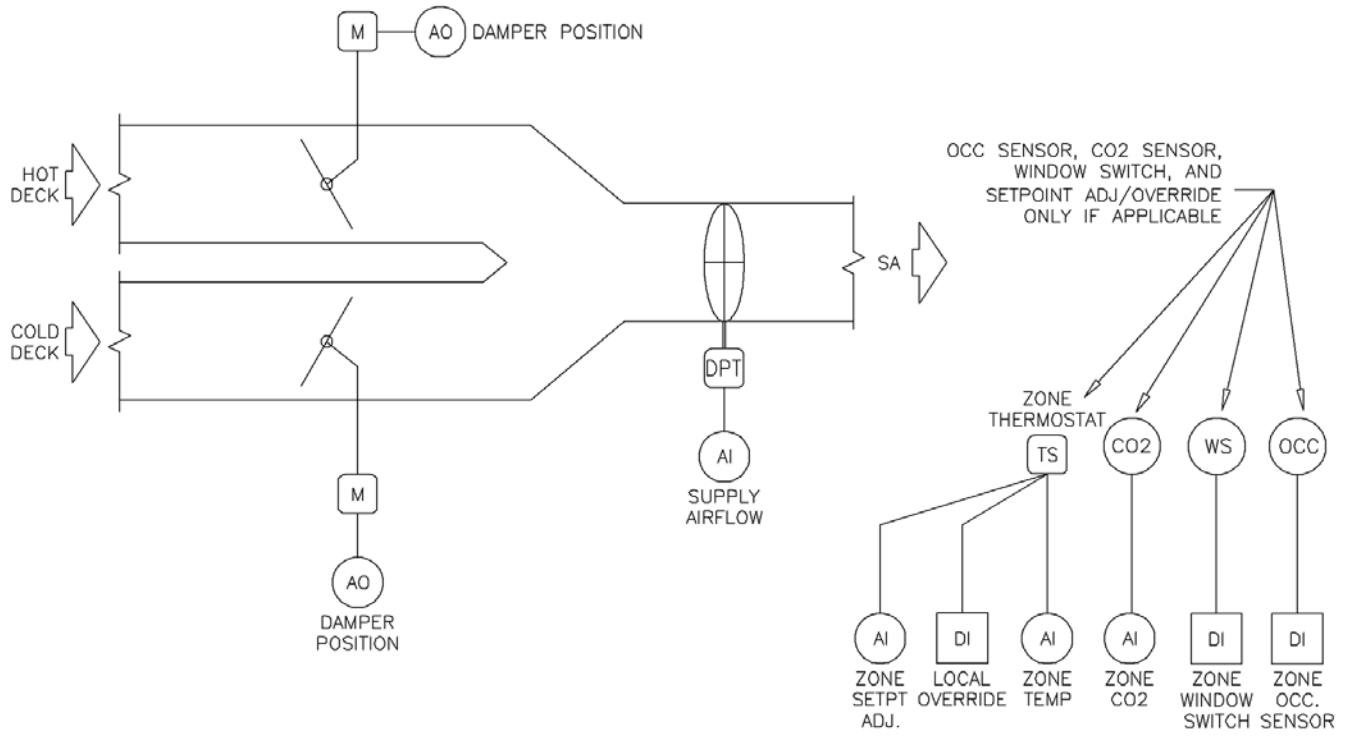 M
AO
DAMPER POSITION
HOT
DECK
COLD
DECK
SA
DPT
AI
SUPPLY
AIRFLOW
M
AO
DAMPER
POSITION
OCC SENSOR, CO2 SENSOR,
WINDOW SWITCH, AND
SETPOINT ADJ/OVERRIDE
ONLY IF APPLICABLE
ZONE
THERMOSTAT
TS
CO2
WS
OCC
AI
ZONE
SETPT
ADJ.
DI
LOCAL
OVERRIDE
AI
ZONE
TEMP
AI
ZONE
CO2
DI
ZONE
WINDOW
SWITCH
DI
ZONE
OCC.
SENSOR